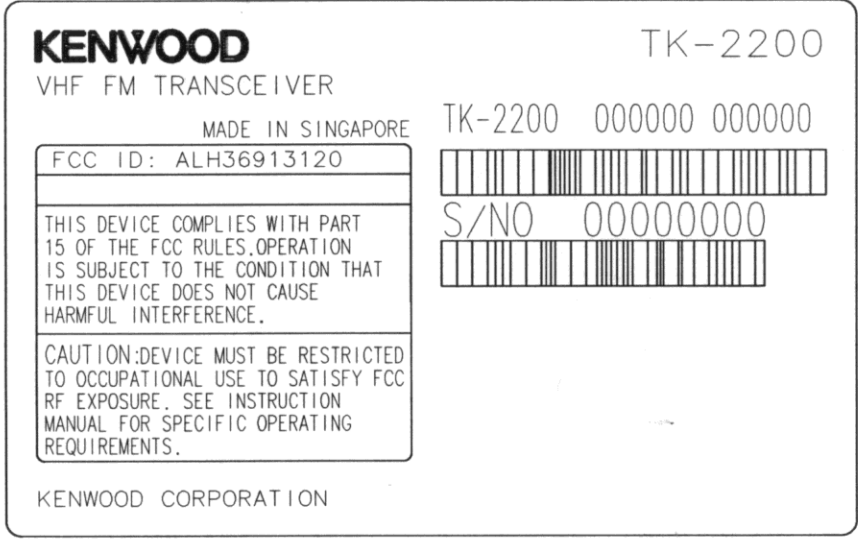 KENWOOD
TK-2200
VHF FM TRANSCEIVER
MADE IN SINGAPORE
FCC ID: ALH36913120
THIS DEVICE COMPLIES WITH PART
15 OF THE FCC RULES.OPERATION
IS SUBJECT TO THE CONDITION THAT
THIS DEVICE DOES NOT CAUSE
HARMFUL INTERFERENCE.
CAUTION:DEVICE MUST BE RESTRICTED
TO OCCUPATIONAL USE TO SATISFY FCC
RF EXPOSURE. SEE INSTRUCTION
MANUAL FOR SPECIFIC OPERATING
REQUIREMENTS.
KENWOOD CORPORATION
TK-2200 000000 000000
S/NO 00000000